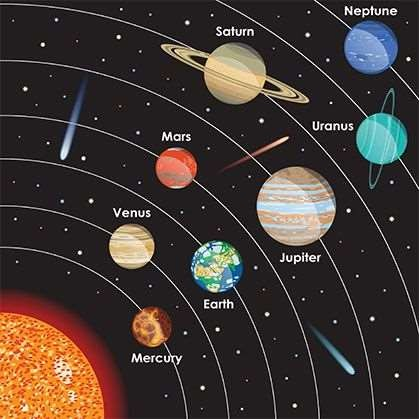 Neptune
Saturn
Uranus
Mars
Venus
Jupiter
Earth
Mercury